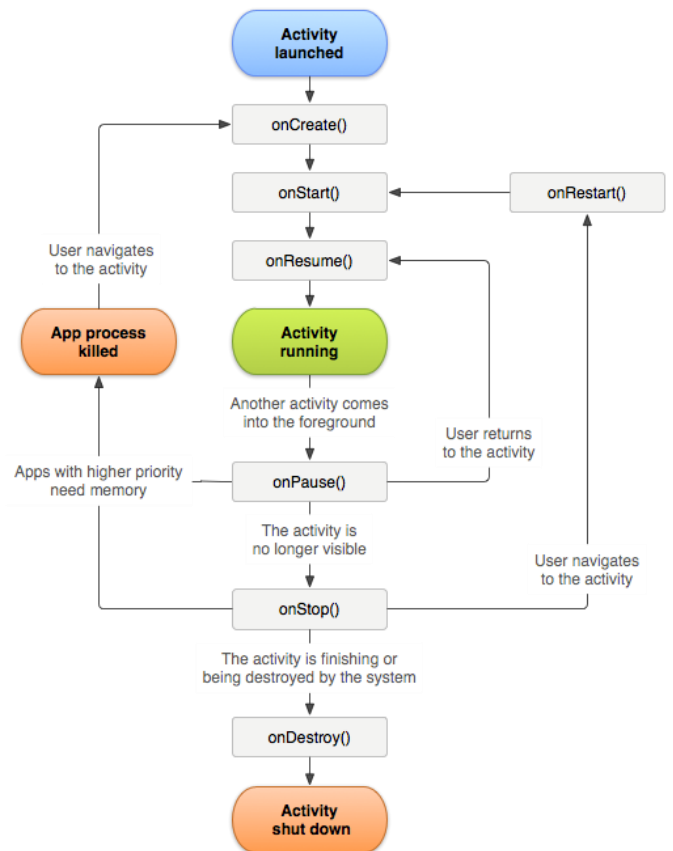 Activity
launched
onCreate()
onStart()
onRestart()
User navigates
to the activity
onResume()
App process
killed
Activity
running
Another activity comes
into the foreground
User returns
to the activity
Apps with higher priority
need memory
onPause()
The activity is
no longer visible
User navigates
to the activity
onStop()
The activity is finishing or
being destroyed by the system
onDestroy()
Activity
shut down